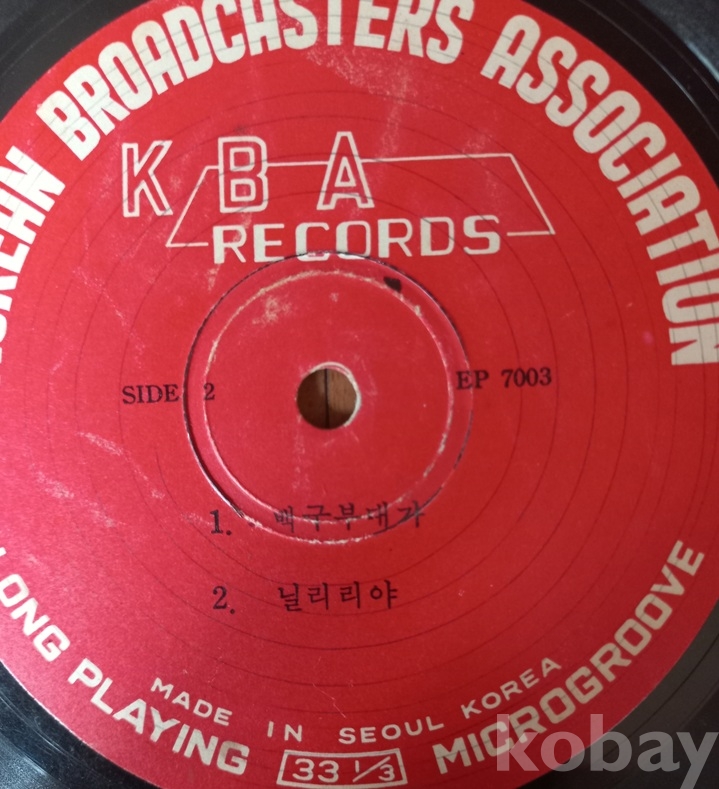 KOREAN BROADCASTERS ASSOCIATION
KBA
RECORDS
SIDE 2
EP 7003
1. 백구부대가
2. 닐리리야
MADE IN SEOUL KOREA
LONG PLAYING 33 1/3 MICROGROOVE
kobay